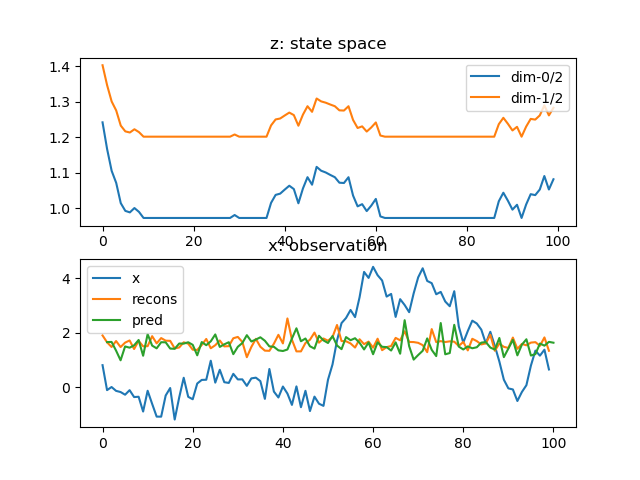 z: state space
1.4
1.3
1.2
1.1
1.0
dim-0/2
dim-1/2
0 20 40 60 80 100
x: observation
4
2
0
x
recons
pred
0 20 40 60 80 100